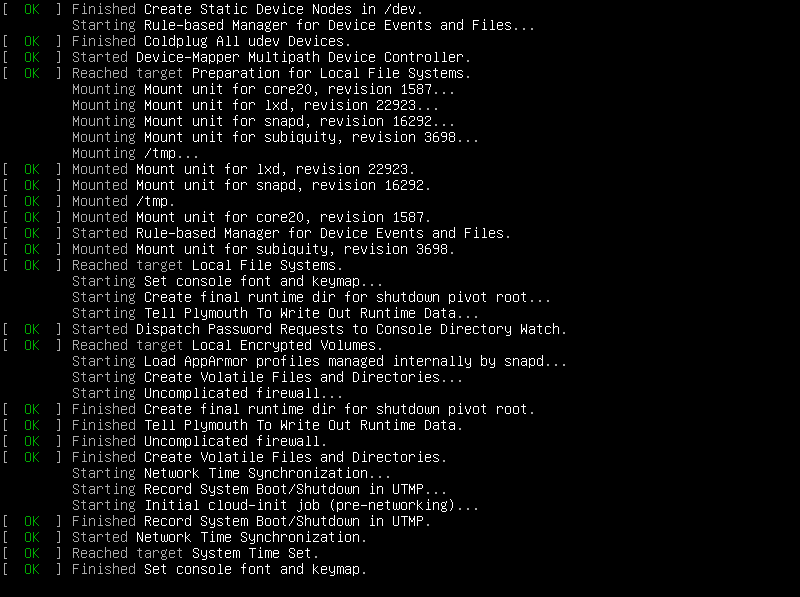 [  OK  ] Finished Create Static Device Nodes in /dev.
         Starting Rule-based Manager for Device Events and Files...
[  OK  ] Finished Coldplug All udev Devices.
[  OK  ] Started Device-Mapper Multipath Device Controller.
[  OK  ] Reached target Preparation for Local File Systems.
         Mounting Mount unit for core20, revision 1587...
         Mounting Mount unit for lxd, revision 22923...
         Mounting Mount unit for snapd, revision 16292...
         Mounting Mount unit for subiquity, revision 3698...
         Mounting /tmp...
[  OK  ] Mounted Mount unit for lxd, revision 22923.
[  OK  ] Mounted Mount unit for snapd, revision 16292.
[  OK  ] Mounted /tmp.
[  OK  ] Mounted Mount unit for core20, revision 1587.
[  OK  ] Started Rule-based Manager for Device Events and Files.
[  OK  ] Mounted Mount unit for subiquity, revision 3698.
[  OK  ] Reached target Local File Systems.
         Starting Set console font and keymap...
         Starting Create final runtime dir for shutdown pivot root...
         Starting Tell Plymouth To Write Out Runtime Data...
[  OK  ] Started Dispatch Password Requests to Console Directory Watch.
[  OK  ] Reached target Local Encrypted Volumes.
         Starting Load AppArmor profiles managed internally by snapd...
         Starting Create Volatile Files and Directories...
         Starting Uncomplicated firewall...
[  OK  ] Finished Create final runtime dir for shutdown pivot root.
[  OK  ] Finished Tell Plymouth To Write Out Runtime Data.
[  OK  ] Finished Uncomplicated firewall.
[  OK  ] Finished Create Volatile Files and Directories.
         Starting Network Time Synchronization...
         Starting Record System Boot/Shutdown in UTMP...
         Starting Initial cloud-init job (pre-networking)...
[  OK  ] Finished Record System Boot/Shutdown in UTMP.
[  OK  ] Started Network Time Synchronization.
[  OK  ] Reached target System Time Set.
[  OK  ] Finished Set console font and keymap.